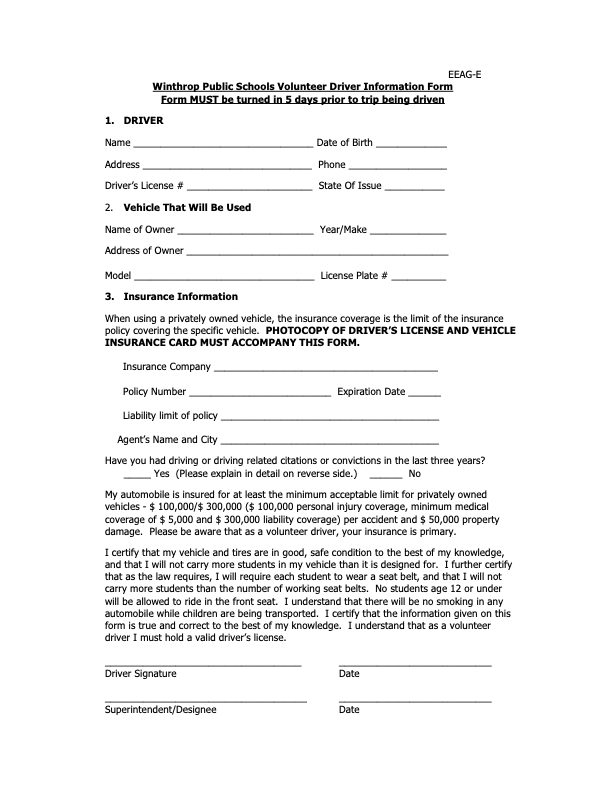 EEAG-E
Winthrop Public Schools Volunteer Driver Information Form
Form MUST be turned in 5 days prior to trip being driven
1. DRIVER
Name _________________________________ Date of Birth _____________
Address _______________________________ Phone __________________
Driver's License # _______________________ State Of Issue ___________
2. Vehicle That Will Be Used
Name of Owner _________________________ Year/Make ______________
Address of Owner ________________________________________________
Model _________________________________ License Plate # __________
3. Insurance Information
When using a privately owned vehicle, the insurance coverage is the limit of the insurance
policy covering the specific vehicle. PHOTOCOPY OF DRIVER'S LICENSE AND VEHICLE
INSURANCE CARD MUST ACCOMPANY THIS FORM.
Insurance Company _________________________________________
Policy Number __________________________ Expiration Date ______
Liability limit of policy ________________________________________
Agent's Name and City ________________________________________
Have you had driving or driving related citations or convictions in the last three years?
_____ Yes (Please explain in detail on reverse side.) ______ No
My automobile is insured for at least the minimum acceptable limit for privately owned
vehicles - $ 100,000/$ 300,000 ($ 100,000 personal injury coverage, minimum medical
coverage of $ 5,000 and $ 300,000 liability coverage) per accident and $ 50,000 property
damage. Please be aware that as a volunteer driver, your insurance is primary.
I certify that my vehicle and tires are in good, safe condition to the best of my knowledge,
and that I will not carry more students in my vehicle than it is designed for. I further certify
that as the law requires, I will require each student to wear a seat belt, and that I will not
carry more students than the number of working seat belts. No students age 12 or under
will be allowed to ride in the front seat. I understand that there will be no smoking in any
automobile while children are being transported. I certify that the information given on this
form is true and correct to the best of my knowledge. I understand that as a volunteer
driver I must hold a valid driver's license.
____________________________________ ____________________________
Driver Signature Date
_____________________________________ ____________________________
Superintendent/Designee Date